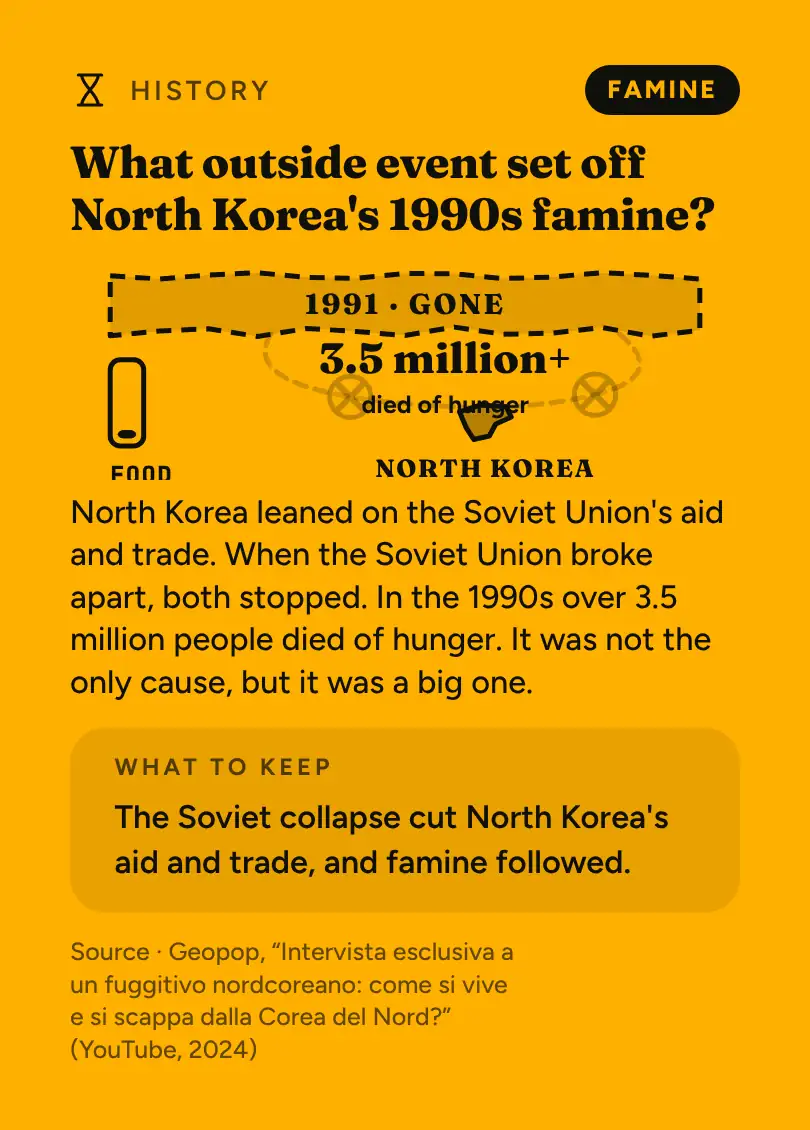 HISTORY
FAMINE
What outside event set off
North Korea's 1990s famine?
1991 · GONE
3.5 million+
died of hunger
FOOD
NORTH KOREA
North Korea leaned on the Soviet Union's aid
and trade. When the Soviet Union broke
apart, both stopped. In the 1990s over 3.5
million people died of hunger. It was not the
only cause, but it was a big one.
WHAT TO KEEP
The Soviet collapse cut North Korea's
aid and trade, and famine followed.
Source · Geopop, “Intervista esclusiva a
un fuggitivo nordcoreano: come si vive
e si scappa dalla Corea del Nord?”
(YouTube, 2024)